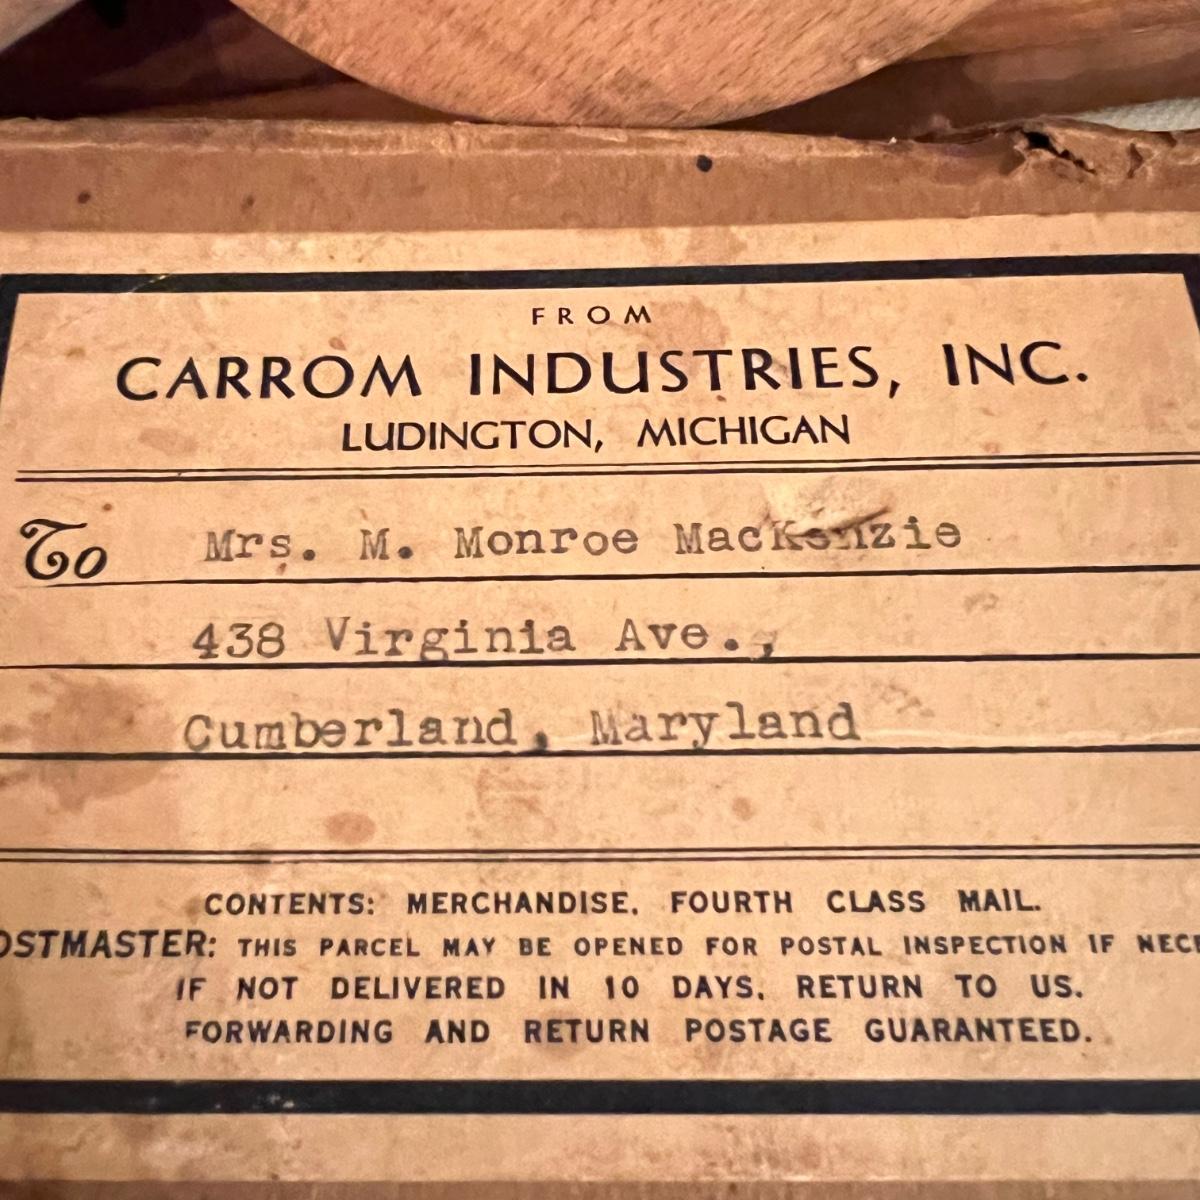 FROM
CARROM INDUSTRIES, INC.
LUDINGTON, MICHIGAN
To Mrs. M. Monroe MacKenzie
438 Virginia Ave.,
Cumberland, Maryland
CONTENTS: MERCHANDISE. FOURTH CLASS MAIL.
OSTMASTER: THIS PARCEL MAY BE OPENED FOR POSTAL INSPECTION IF NECE
IF NOT DELIVERED IN 10 DAYS, RETURN TO US.
FORWARDING AND RETURN POSTAGE GUARANTEED.